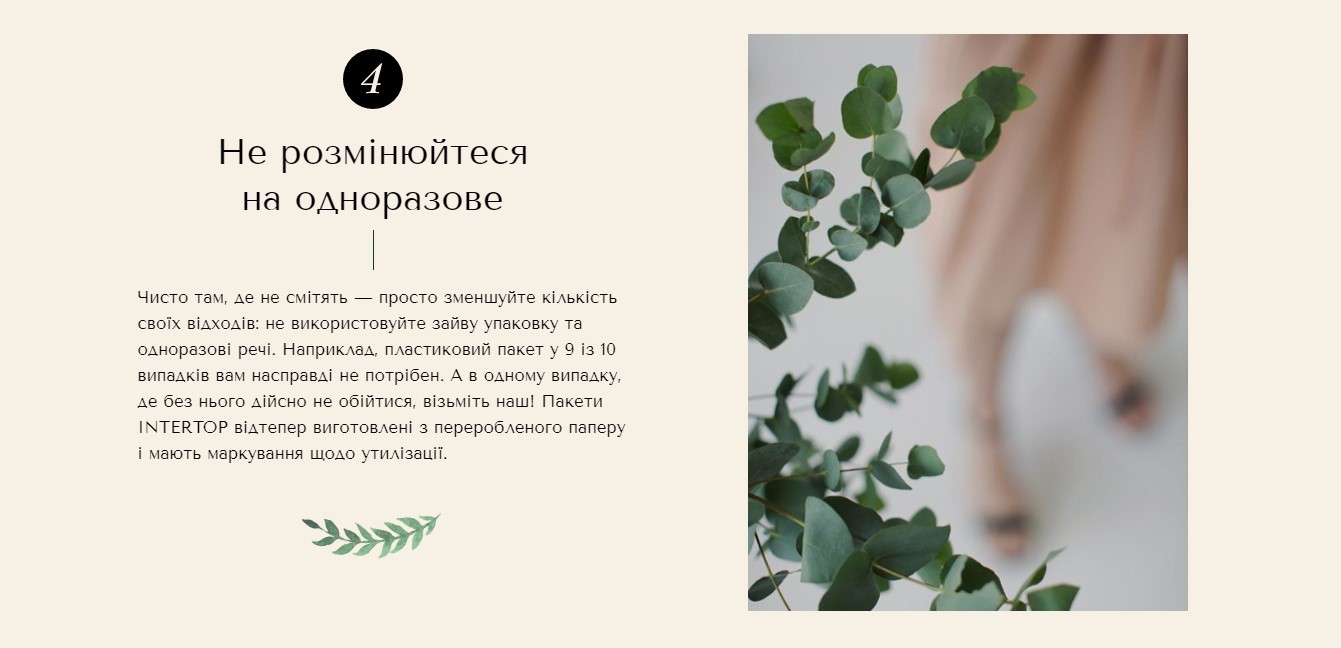 4
Не розмінюйтеся
на одноразове
Чисто там, де не смітять — просто зменшуйте кількість
своїх відходів: не використовуйте зайву упаковку та
одноразові речі. Наприклад, пластиковий пакет у 9 із 10
випадків вам насправді не потрібен. А в одному випадку,
де без нього дійсно не обійтися, візьміть наш! Пакети
INTERTOP відтепер виготовлені з переробленого паперу
і мають маркування щодо утилізації.